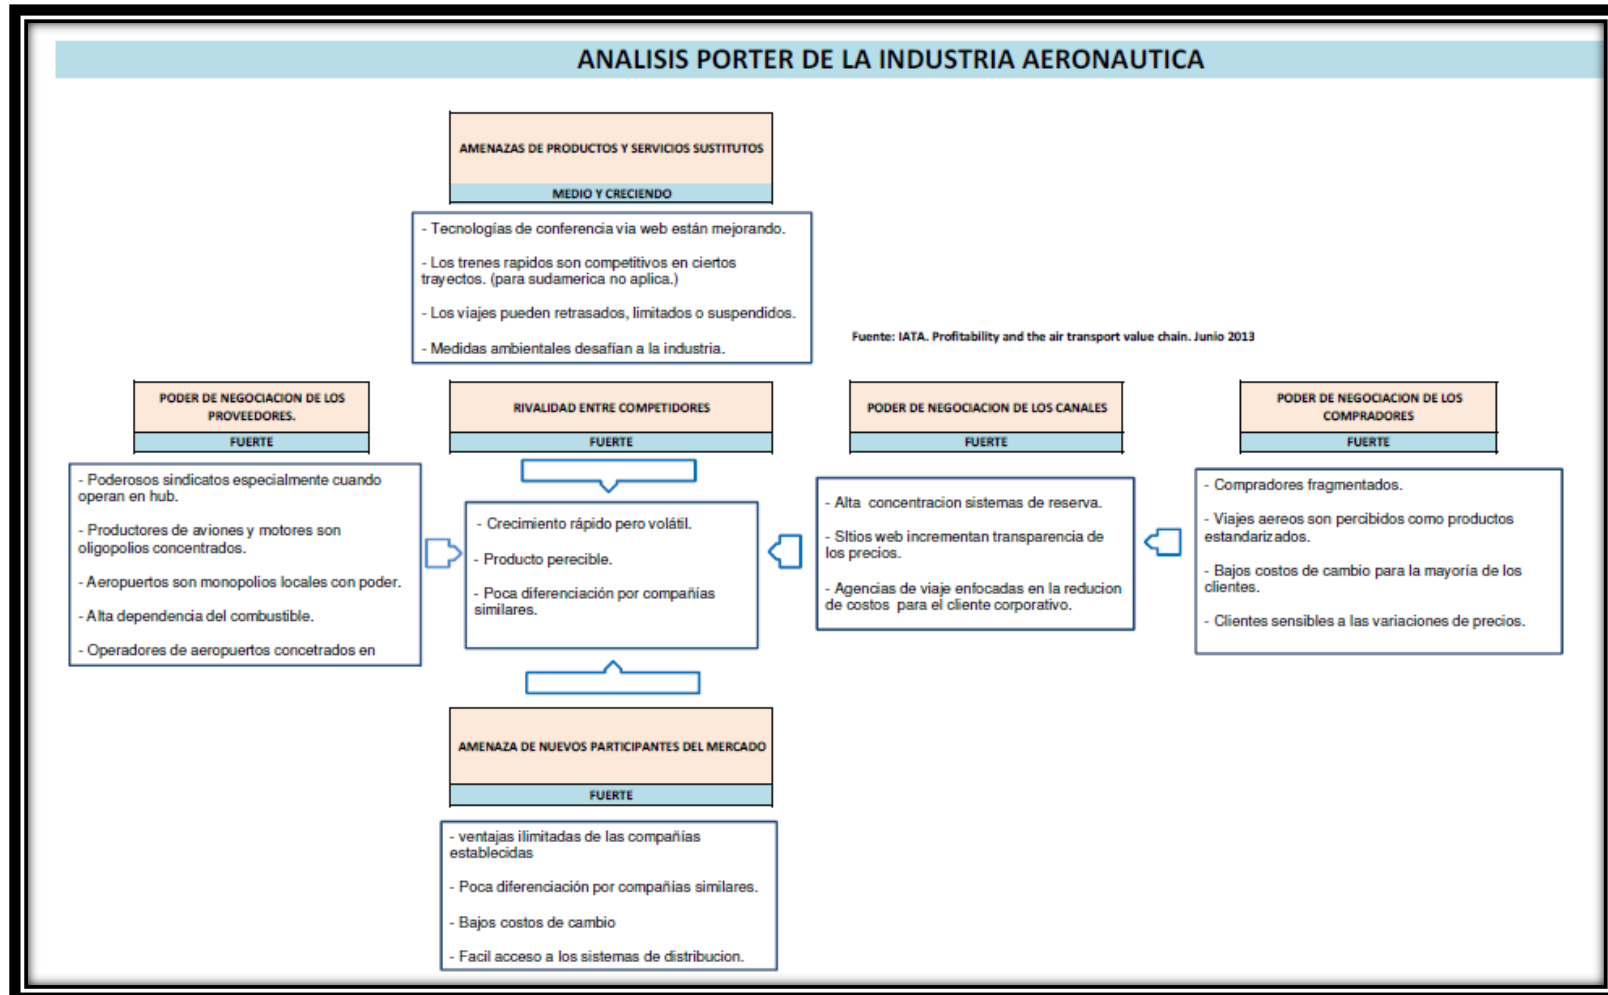 ANALISIS PORTER DE LA INDUSTRIA AERONAUTICA
AMENAZAS DE PRODUCTOS Y SERVICIOS SUSTITUTOS
MEDIO Y CRECIENDO
- Tecnologías de conferencia via web están mejorando.
- Los trenes rapidos son competitivos en ciertos
trayectos. (para sudamerica no aplica.)
- Los viajes pueden retrasados, limitados o suspendidos.
- Medidas ambientales desafían a la industria.
Fuente: IATA. Profitability and the air transport value chain. Junio 2013
PODER DE NEGOCIACION DE LOS
PROVEEDORES.
FUERTE
- Poderosos sindicatos especialmente cuando
operan en hub.
- Productores de aviones y motores son
oligopolios concentrados.
- Aeropuertos son monopolios locales con poder.
- Alta dependencia del combustible.
- Operadores de aeropuertos concetrados en
RIVALIDAD ENTRE COMPETIDORES
FUERTE
- Crecimiento rápido pero volátil.
- Producto perecible.
- Poca diferenciación por compañías
similares.
PODER DE NEGOCIACION DE LOS CANALES
FUERTE
- Alta concentracion sistemas de reserva.
- SItios web incrementan transparencia de
los precios.
- Agencias de viaje enfocadas en la reducion
de costos para el cliente corporativo.
PODER DE NEGOCIACION DE LOS
COMPRADORES
FUERTE
- Compradores fragmentados.
- Viajes aereos son percibidos como productos
estandarizados.
- Bajos costos de cambio para la mayoría de los
clientes.
- Clientes sensibles a las variaciones de precios.
AMENAZA DE NUEVOS PARTICIPANTES DEL MERCADO
FUERTE
- ventajas ilimitadas de las compañías
establecidas
- Poca diferenciación por compañías similares.
- Bajos costos de cambio
- Facil acceso a los sistemas de distribucion.